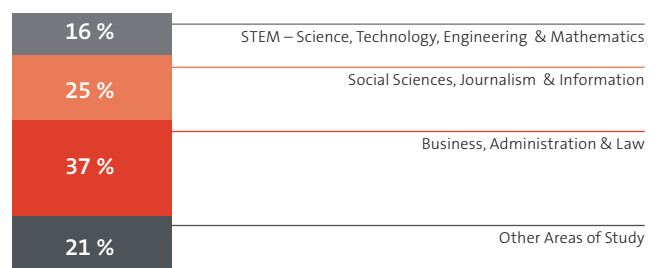 16 %
STEM – Science, Technology, Engineering & Mathematics
25 %
Social Sciences, Journalism & Information
37 %
Business, Administration & Law
21 %
Other Areas of Study